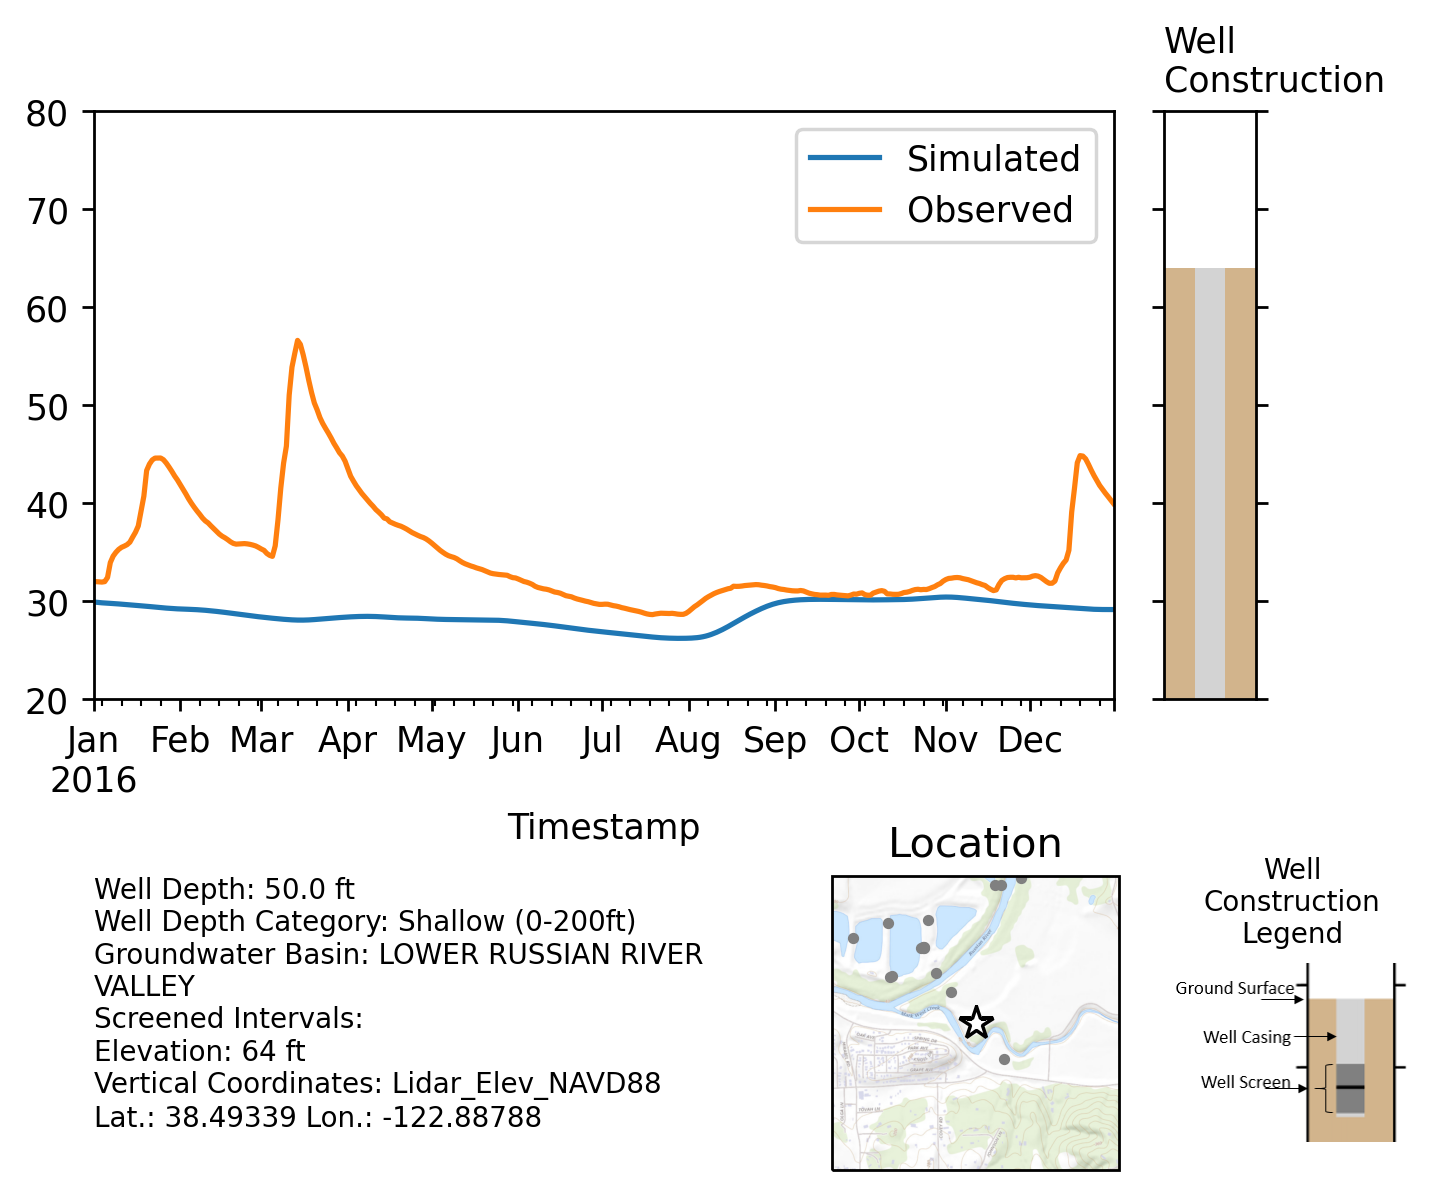 Well
Construction
80
70
60
50
40
30
20
Simulated
Observed
Jan Feb Mar Apr May Jun Jul Aug Sep Oct Nov Dec
2016
Timestamp
Well Depth: 50.0 ft
Well Depth Category: Shallow (0-200ft)
Groundwater Basin: LOWER RUSSIAN RIVER
VALLEY
Screened Intervals:
Elevation: 64 ft
Vertical Coordinates: Lidar_Elev_NAVD88
Lat.: 38.49339 Lon.: -122.88788
Location
Well
Construction
Legend
Ground Surface
Well Casing
Well Screen